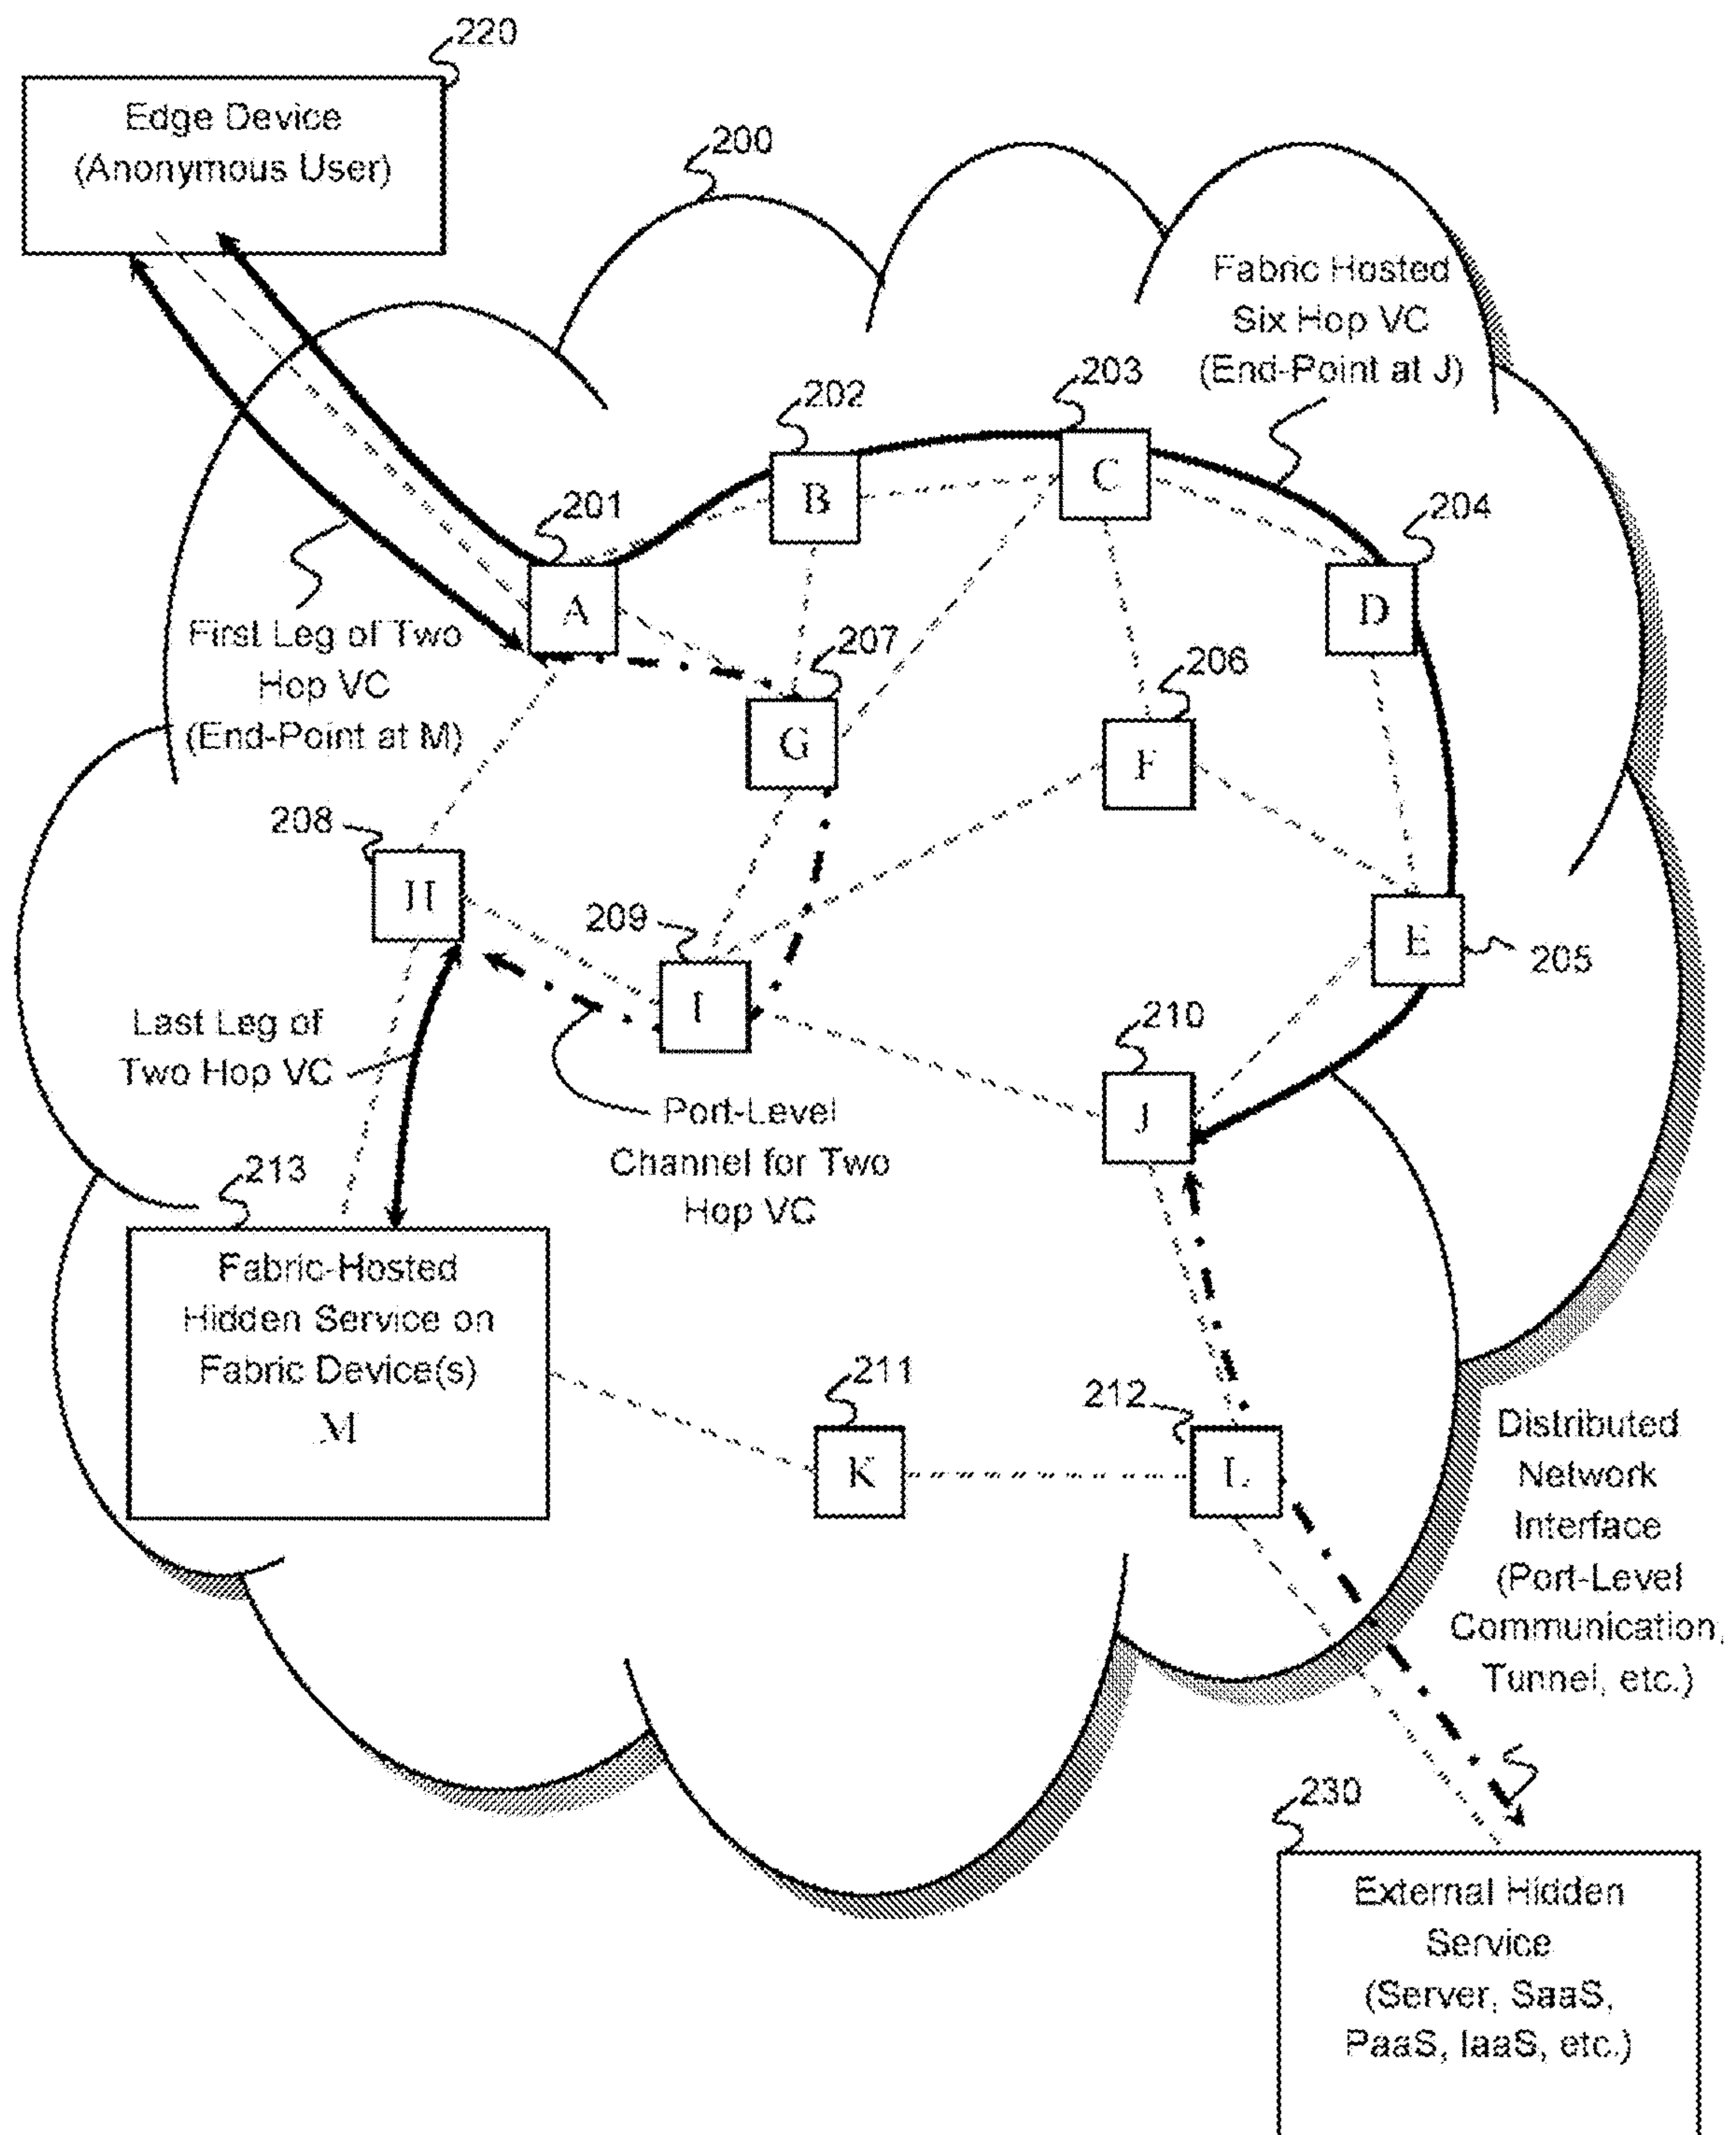 220
Edge Device
(Anonymous User)
200
Fabric Hosted
Six Hop VC
(End-Point at J)
203
C
202
B
204
D
201
A
First Leg of Two
Hop VC
(End-Point at M)
207
G
206
F
208
H
209
I
205
E
210
J
Last Leg of
Two Hop VC
Port-Level
Channel for Two
Hop VC
213
Fabric-Hosted
Hidden Service on
Fabric Device(s)
M
211
K
212
L
Distributed
Network
Interface
(Port-Level
Communication,
Tunnel, etc.)
230
External Hidden
Service
(Server, SaaS,
PaaS, IaaS, etc.)